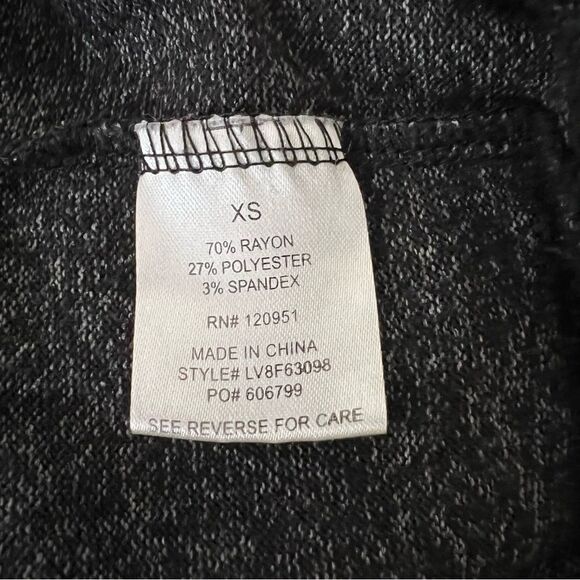 XS
70% RAYON
27% POLYESTER
3% SPANDEX
RN# 120951
MADE IN CHINA
STYLE# LV8F63098
PO# 606799
SEE REVERSE FOR CARE